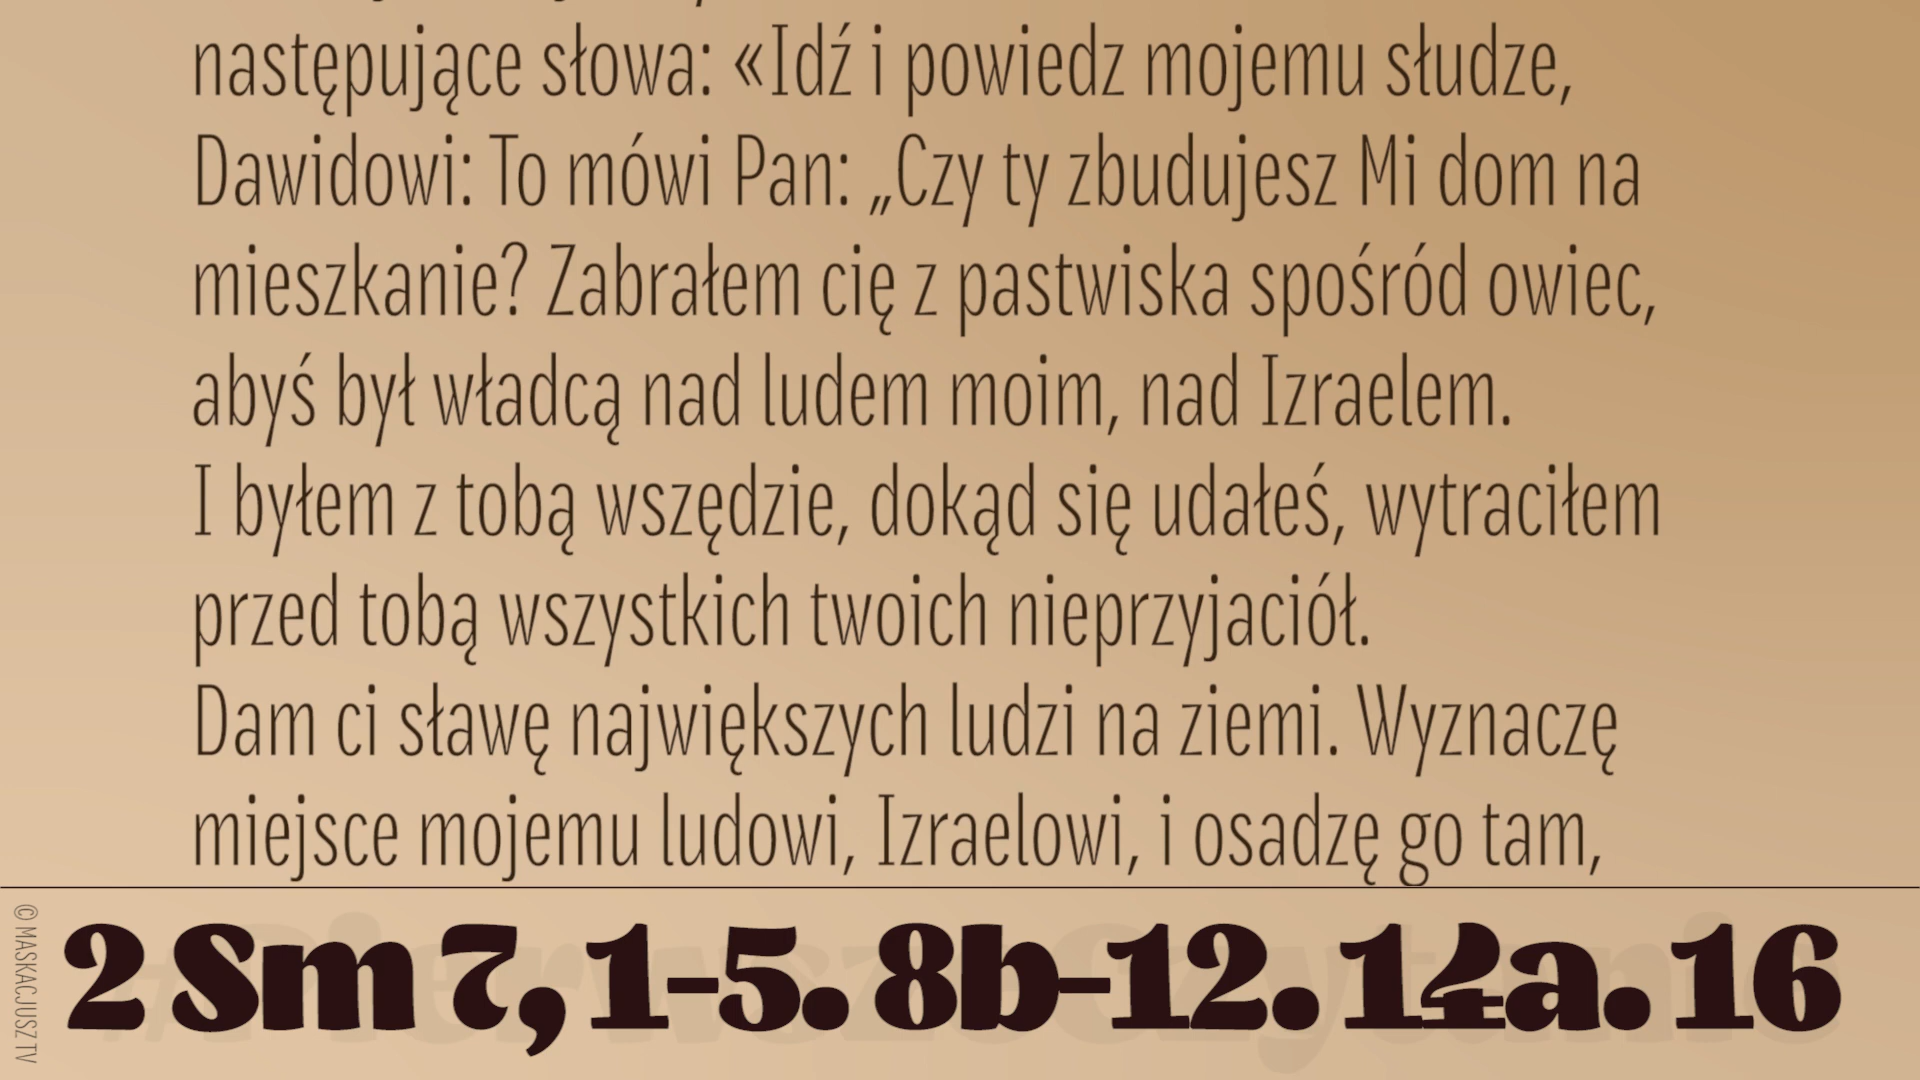 następujące słowa: «Idź i powiedz mojemu słudze,
Dawidowi: To mówi Pan: „Czy ty zbudujesz Mi dom na
mieszkanie? Zabrałem cię z pastwiska spośród owiec,
abyś był władcą nad ludem moim, nad Izraelem.
I byłem z tobą wszędzie, dokąd się udałeś, wytraciłem
przed tobą wszystkich twoich nieprzyjaciół.
Dam ci sławę największych ludzi na ziemi. Wyznaczę
miejsce mojemu ludowi, Izraelowi, i osadzę go tam,
2 Sm 7, 1-5. 8b-12. 14a. 16
#PierwszeCzytanie
© MASKACJUSZ TV